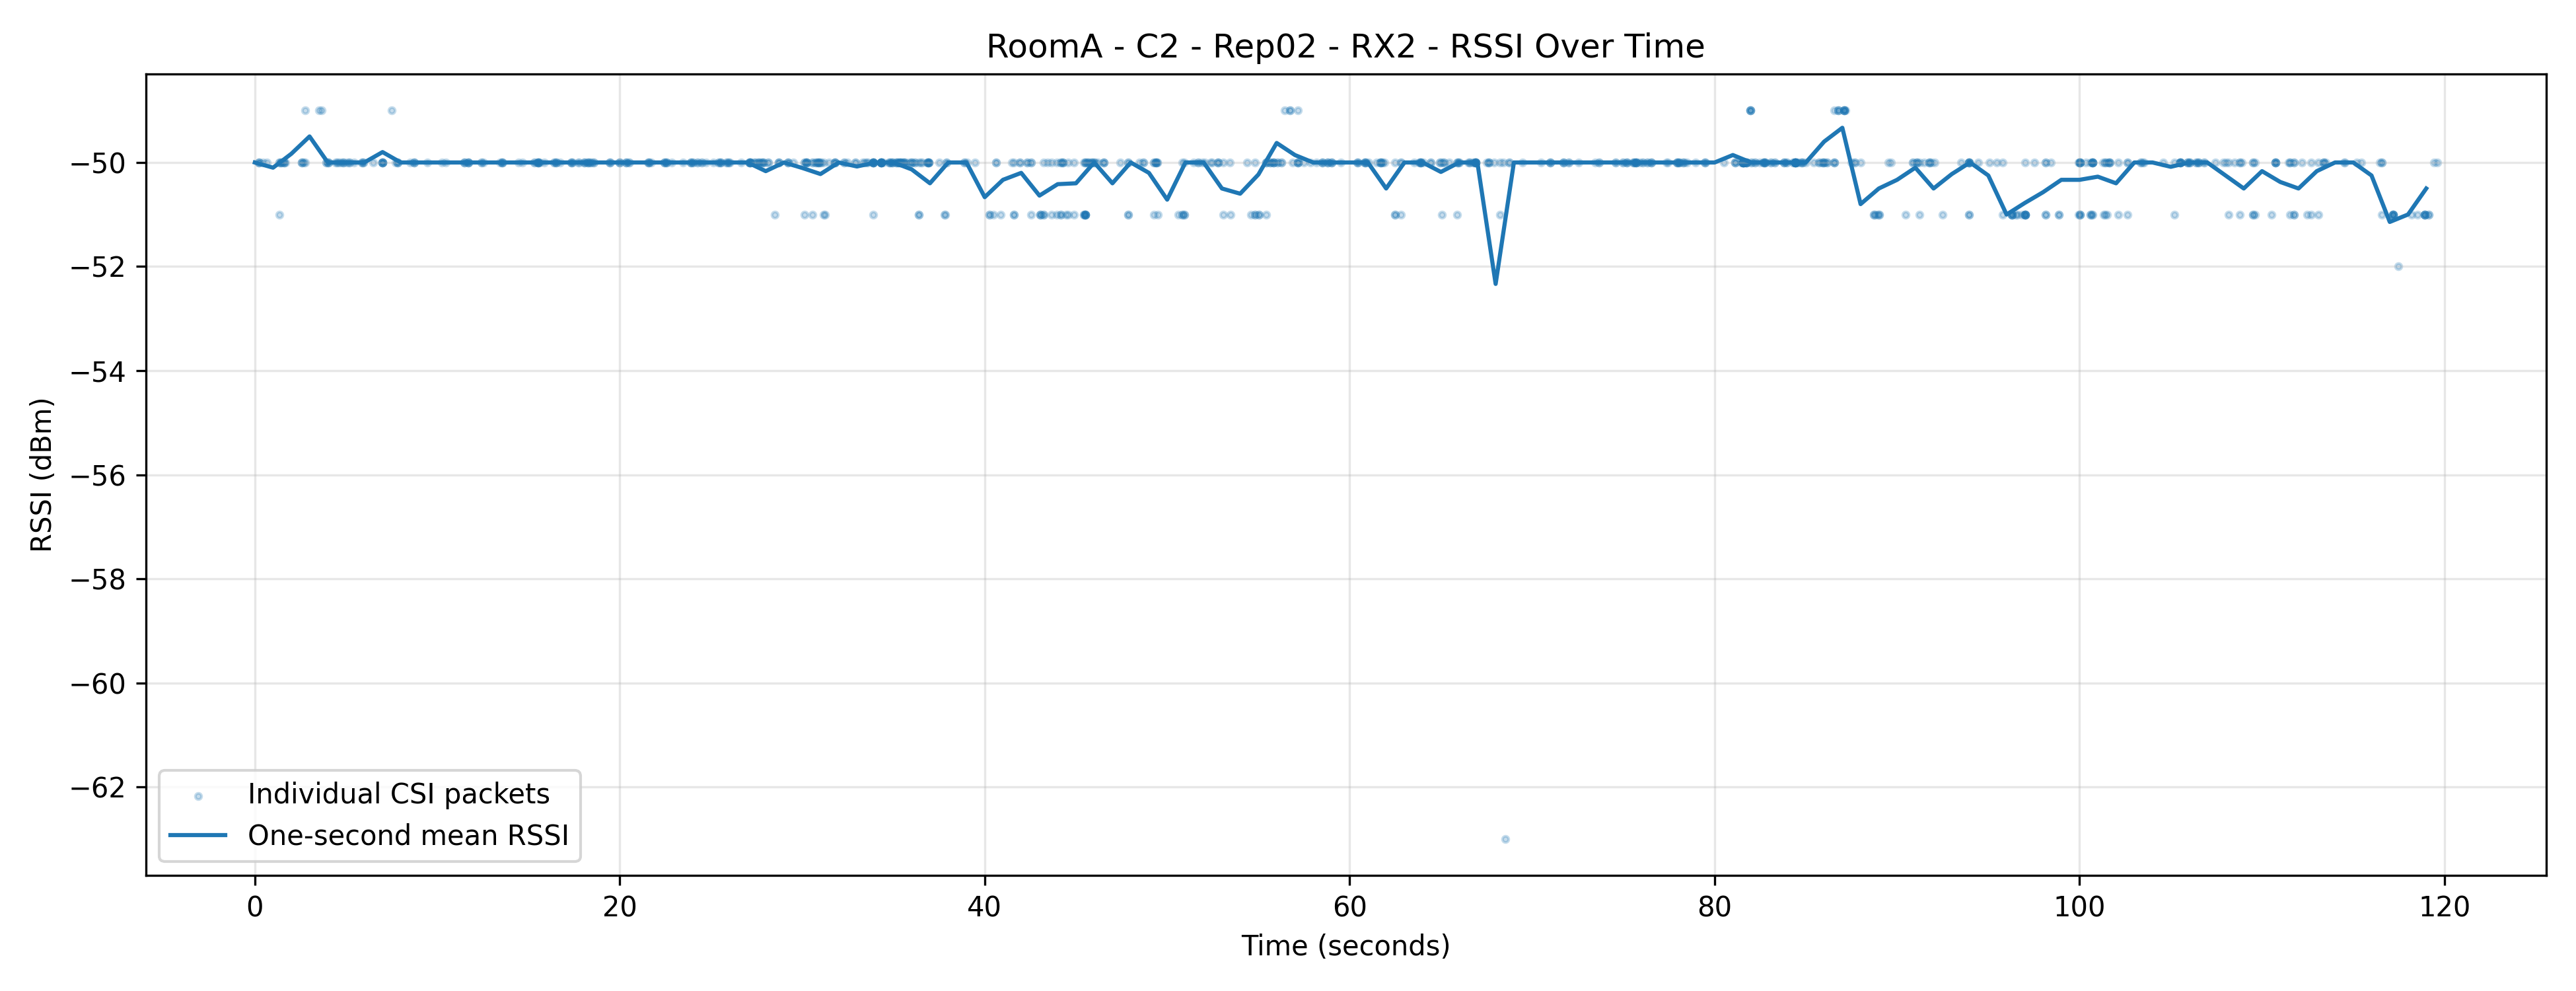 RoomA - C2 - Rep02 - RX2 - RSSI Over Time
RSSI (dBm)
−50
−52
−54
−56
−58
−60
−62
Individual CSI packets
One-second mean RSSI
0 20 40 60 80 100 120
Time (seconds)